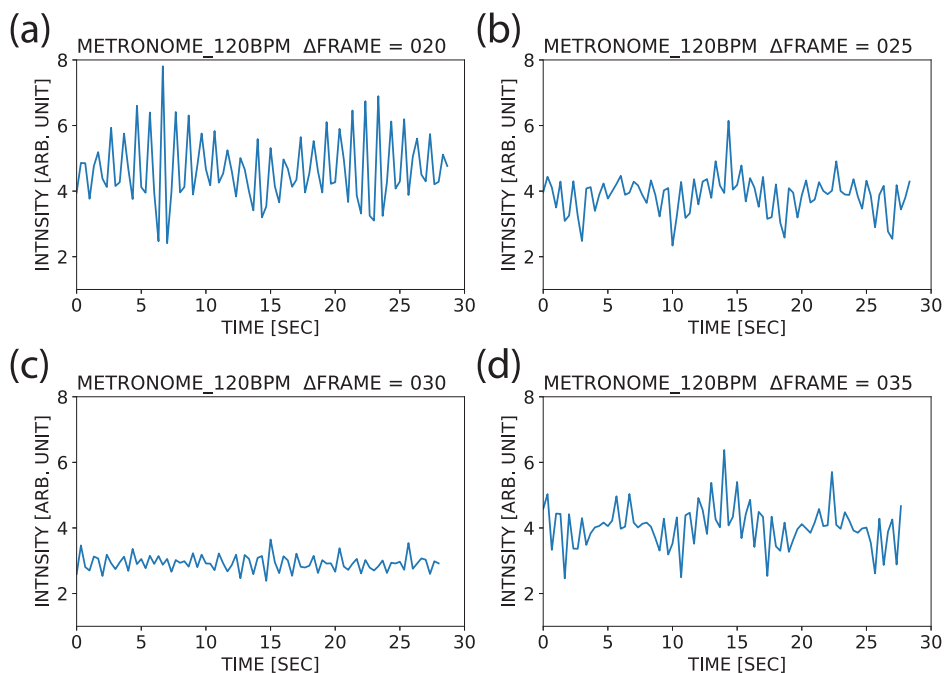 (a)
METRONOME_120BPM ΔFRAME = 020
INTNSITY [ARB. UNIT]
8
6
4
2
0 5 10 15 20 25 30
TIME [SEC]
(b)
METRONOME_120BPM ΔFRAME = 025
INTNSITY [ARB. UNIT]
8
6
4
2
0 5 10 15 20 25 30
TIME [SEC]
(c)
METRONOME_120BPM ΔFRAME = 030
INTNSITY [ARB. UNIT]
8
6
4
2
0 5 10 15 20 25 30
TIME [SEC]
(d)
METRONOME_120BPM ΔFRAME = 035
INTNSITY [ARB. UNIT]
8
6
4
2
0 5 10 15 20 25 30
TIME [SEC]